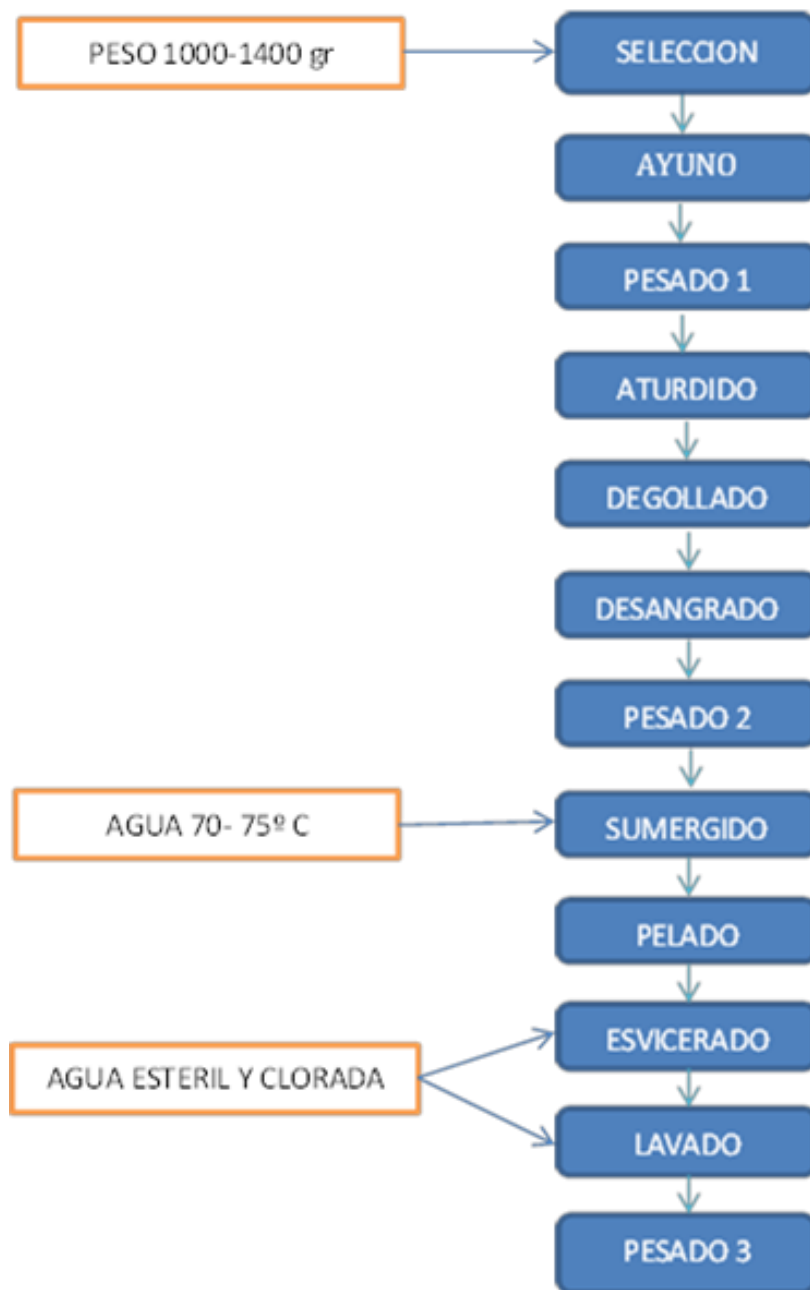 PESO 1000-1400 gr
SELECCION
AYUNO
PESADO 1
ATURDIDO
DEGOLLADO
DESANGRADO
PESADO 2
AGUA 70- 75º C
SUMERGIDO
PELADO
AGUA ESTERIL Y CLORADA
ESVICERADO
LAVADO
PESADO 3